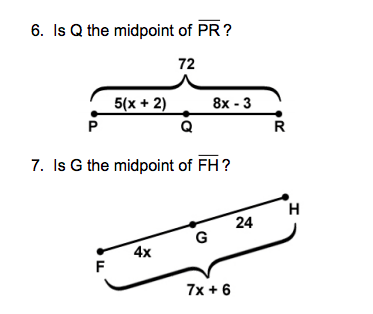 6. Is Q the midpoint of PR?
72
5(x + 2) 8x - 3
P Q R
7. Is G the midpoint of FH?
H
24
G
4x
F
7x + 6